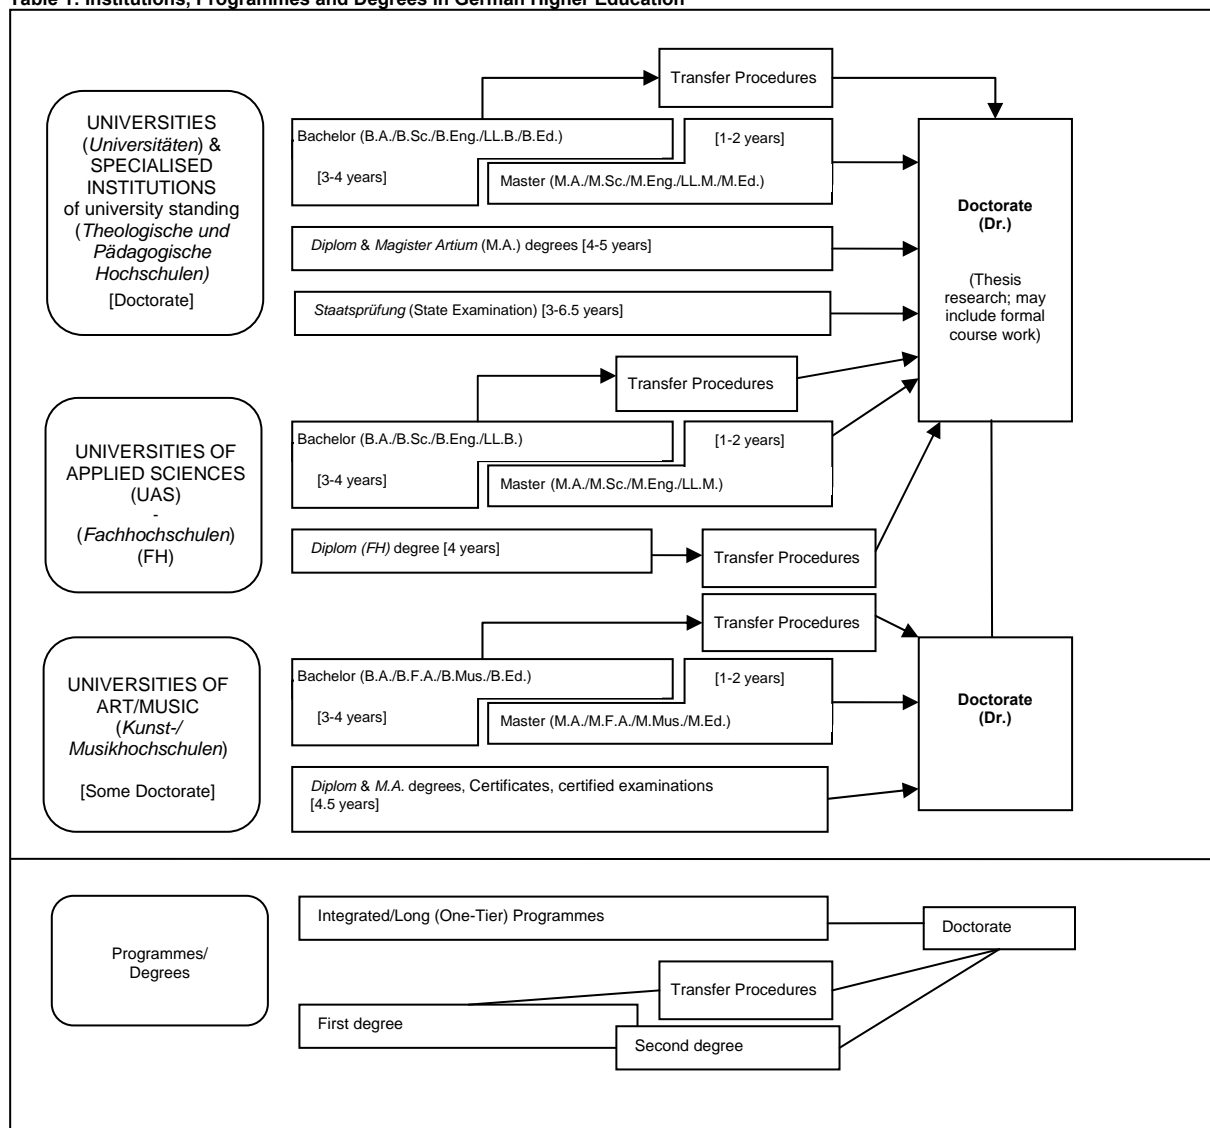 Table 1: Institutions, Programmes and Degrees in German Higher Education
Transfer Procedures
UNIVERSITIES
(Universitäten) &
SPECIALISED
INSTITUTIONS
of university standing
(Theologische und
Pädagogische
Hochschulen)
[Doctorate]
Bachelor (B.A./B.Sc./B.Eng./LL.B./B.Ed.)
[3-4 years]
[1-2 years]
Master (M.A./M.Sc./M.Eng./LL.M./M.Ed.)
Diplom & Magister Artium (M.A.) degrees [4-5 years]
Staatsprüfung (State Examination) [3-6.5 years]
Doctorate
(Dr.)
(Thesis
research; may
include formal
course work)
Transfer Procedures
UNIVERSITIES OF
APPLIED SCIENCES
(UAS)
-
(Fachhochschulen)
(FH)
Bachelor (B.A./B.Sc./B.Eng./LL.B.)
[3-4 years]
[1-2 years]
Master (M.A./M.Sc./M.Eng./LL.M.)
Diplom (FH) degree [4 years]
Transfer Procedures
Transfer Procedures
UNIVERSITIES OF
ART/MUSIC
(Kunst-/
Musikhochschulen)
[Some Doctorate]
Bachelor (B.A./B.F.A./B.Mus./B.Ed.)
[3-4 years]
[1-2 years]
Master (M.A./M.F.A./M.Mus./M.Ed.)
Diplom & M.A. degrees, Certificates, certified examinations
[4.5 years]
Doctorate
(Dr.)
Programmes/
Degrees
Integrated/Long (One-Tier) Programmes
Doctorate
Transfer Procedures
First degree
Second degree